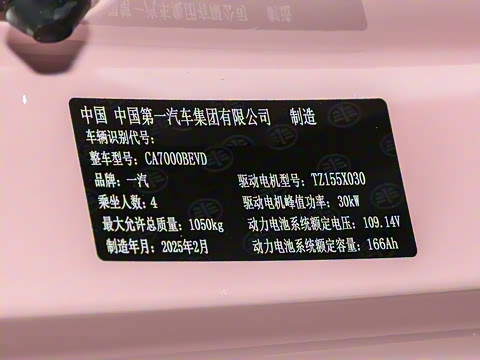 中国 中国第一汽车集团有限公司 制造
车辆识别代号:
整车型号: CA7000BEVD
品牌: 一汽 驱动电机型号: TZ155X030
乘坐人数: 4 驱动电机峰值功率: 30kW
最大允许总质量: 1050kg 动力电池系统额定电压: 109.14V
制造年月: 2025年2月 动力电池系统额定容量: 166Ah